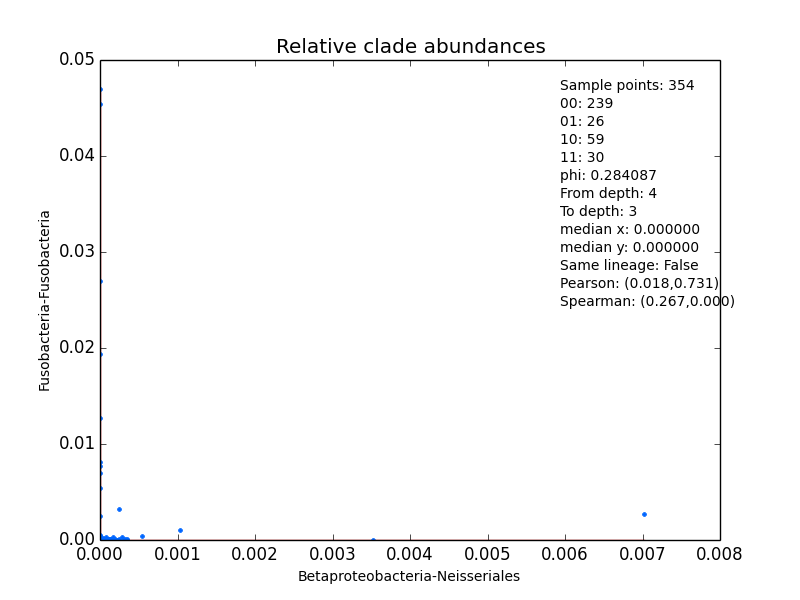 Relative clade abundances
0.05
0.04
0.03
0.02
0.01
0.00
Fusobacteria-Fusobacteria
Sample points: 354
00: 239
01: 26
10: 59
11: 30
phi: 0.284087
From depth: 4
To depth: 3
median x: 0.000000
median y: 0.000000
Same lineage: False
Pearson: (0.018,0.731)
Spearman: (0.267,0.000)
0.000 0.001 0.002 0.003 0.004 0.005 0.006 0.007 0.008
Betaproteobacteria-Neisseriales